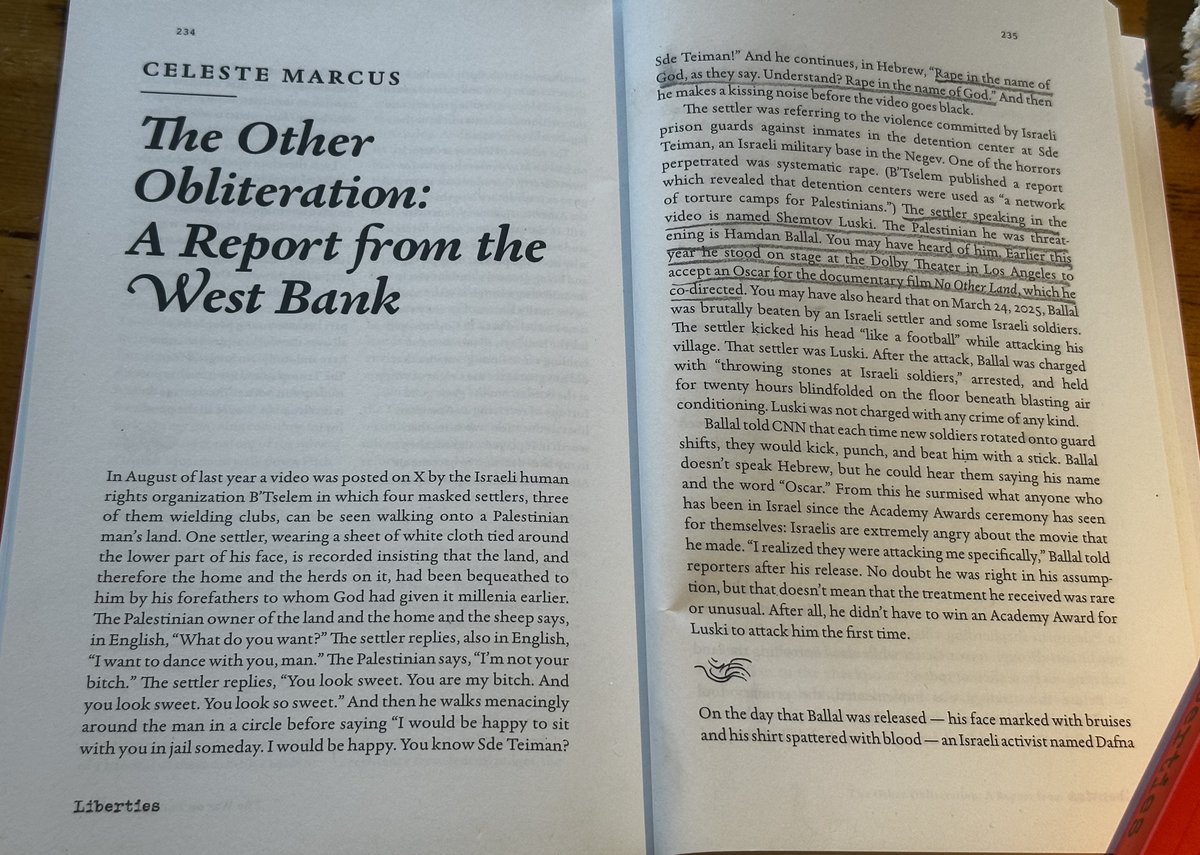 234
CELESTE MARCUS
The Other
Obliteration:
A Report from the
West Bank
In August of last year a video was posted on X by the Israeli human
rights organization B'Tselem in which four masked settlers, three
of them wielding clubs, can be seen walking onto a Palestinian
man's land. One settler, wearing a sheet of white cloth tied around
the lower part of his face, is recorded insisting that the land, and
therefore the home and the herds on it, had been bequeathed to
him by his forefathers to whom God had given it millenia earlier.
The Palestinian owner of the land and the home and the sheep says,
in English, “What do you want?” The settler replies, also in English,
“I want to dance with you, man.” The Palestinian says, “I'm not your
bitch.” The settler replies, “You look sweet. You are my bitch. And
you look sweet. You look so sweet.” And then he walks menacingly
around the man in a circle before saying “I would be happy to sit
with you in jail someday. I would be happy. You know Sde Teiman?
Liberties
235
Sde Teiman!” And he continues, in Hebrew, “Rape in the name of
God, as they say. Understand? Rape in the name of God.” And then
he makes a kissing noise before the video goes black.
The settler was referring to the violence committed by Israeli
prison guards against inmates in the detention center at Sde
Teiman, an Israeli military base in the Negev. One of the horrors
perpetrated was systematic rape. (B'Tselem published a report
which revealed that detention centers were used as “a network
of torture camps for Palestinians.”) The settler speaking in the
video is named Shemtov Luski. The Palestinian he was threat-
ening is Hamdan Ballal. You may have heard of him. Earlier this
year he stood on stage at the Dolby Theater in Los Angeles to
accept an Oscar for the documentary film No Other Land, which he
co-directed. You may have also heard that on March 24, 2025, Ballal
was brutally beaten by an Israeli settler and some Israeli soldiers.
The settler kicked his head “like a football” while attacking his
village. That settler was Luski. After the attack, Ballal was charged
with “throwing stones at Israeli soldiers,” arrested, and held
for twenty hours blindfolded on the floor beneath blasting air
conditioning. Luski was not charged with any crime of any kind.
Ballal told CNN that each time new soldiers rotated onto guard
shifts, they would kick, punch, and beat him with a stick. Ballal
doesn't speak Hebrew, but he could hear them saying his name
and the word “Oscar.” From this he surmised what anyone who
has been in Israel since the Academy Awards ceremony has seen
for themselves: Israelis are extremely angry about the movie that
he made. “I realized they were attacking me specifically,” Ballal told
reporters after his release. No doubt he was right in his assump-
tion, but that doesn't mean that the treatment he received was rare
or unusual. After all, he didn't have to win an Academy Award for
Luski to attack him the first time.
On the day that Ballal was released — his face marked with bruises
and his shirt spattered with blood — an Israeli activist named Dafna